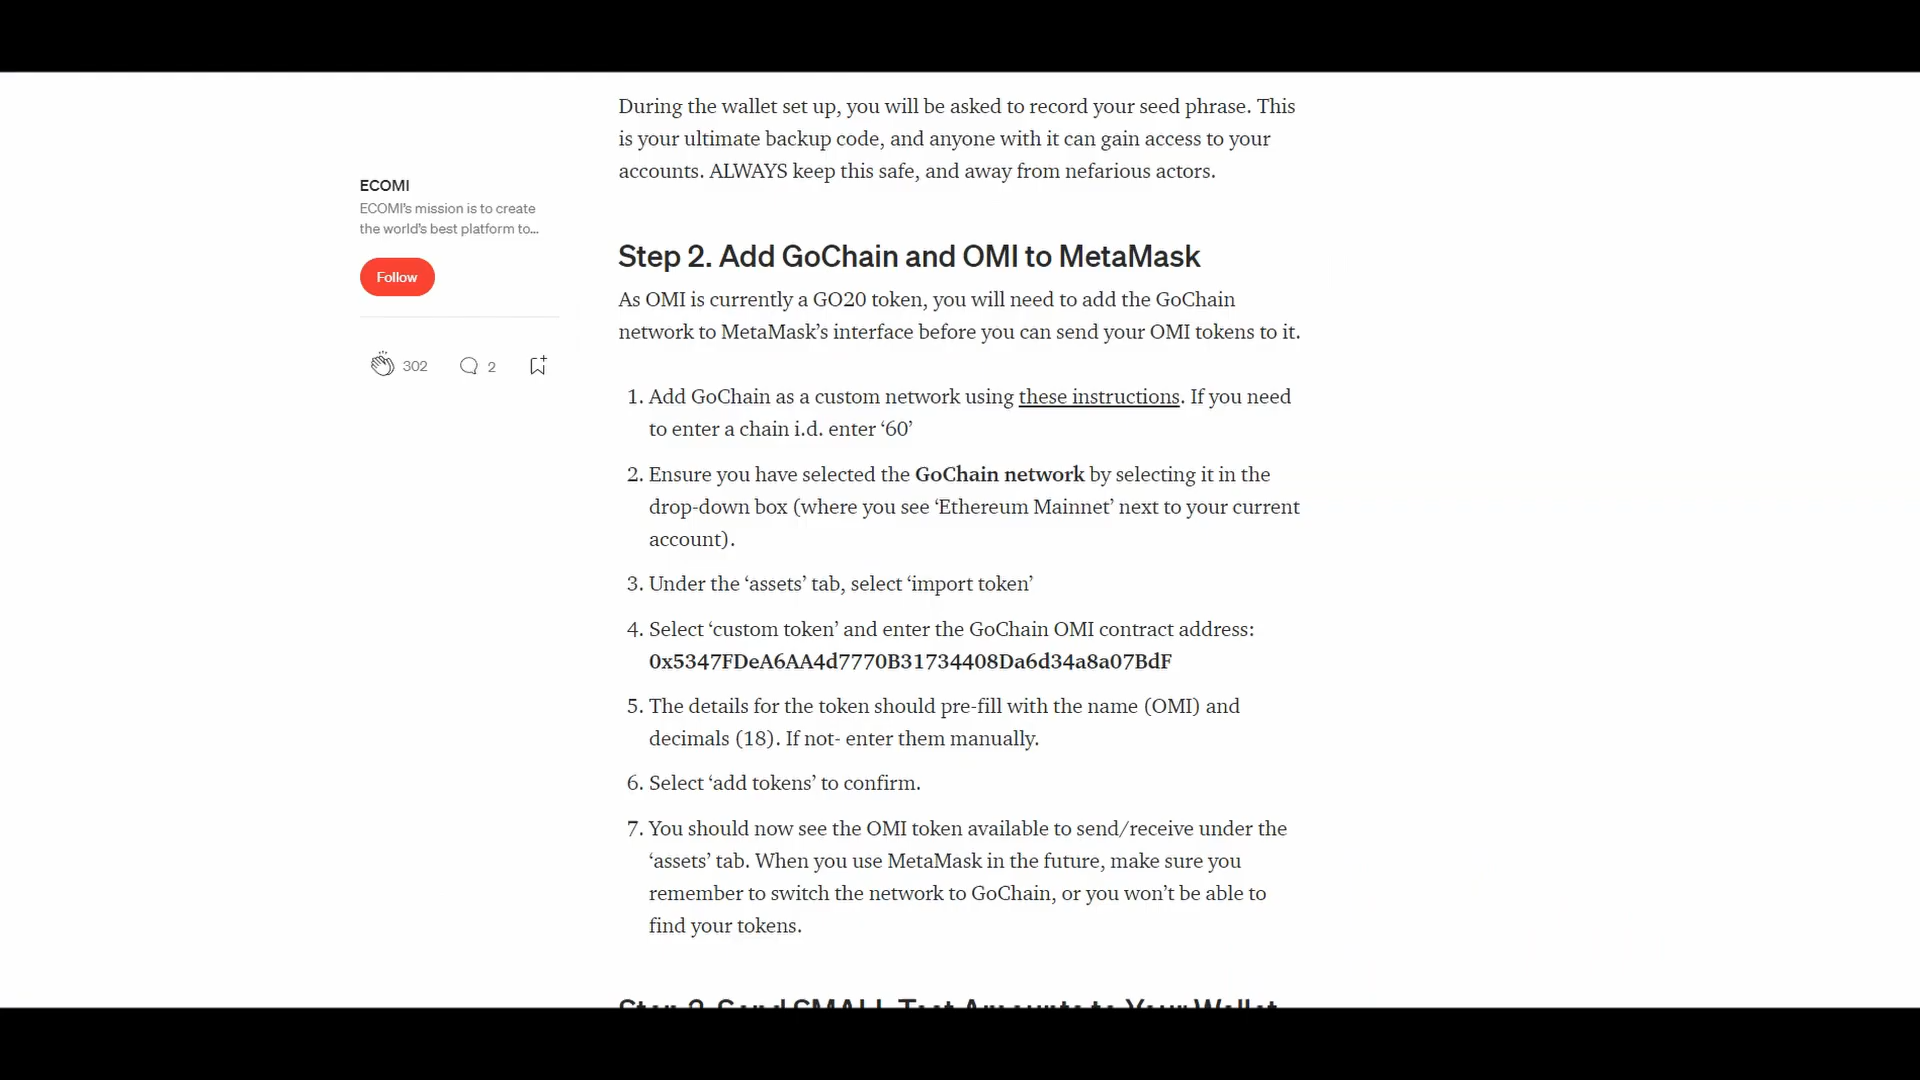 During the wallet set up, you will be asked to record your seed phrase. This
is your ultimate backup code, and anyone with it can gain access to your
accounts. ALWAYS keep this safe, and away from nefarious actors.
ECOMI
ECOMI’s mission is to create
the world’s best platform to...
Follow
302
2
Step 2. Add GoChain and OMI to MetaMask
As OMI is currently a GO20 token, you will need to add the GoChain
network to MetaMask’s interface before you can send your OMI tokens to it.
1. Add GoChain as a custom network using these instructions. If you need
to enter a chain i.d. enter ‘60’
2. Ensure you have selected the GoChain network by selecting it in the
drop-down box (where you see ‘Ethereum Mainnet’ next to your current
account).
3. Under the ‘assets’ tab, select ‘import token’
4. Select ‘custom token’ and enter the GoChain OMI contract address:
0x5347FDeA6AA4d7770B31734408Da6d34a8a07BdF
5. The details for the token should pre-fill with the name (OMI) and
decimals (18). If not- enter them manually.
6. Select ‘add tokens’ to confirm.
7. You should now see the OMI token available to send/receive under the
‘assets’ tab. When you use MetaMask in the future, make sure you
remember to switch the network to GoChain, or you won’t be able to
find your tokens.
Step 3. Send SMALL Test Amounts to Your Wallet